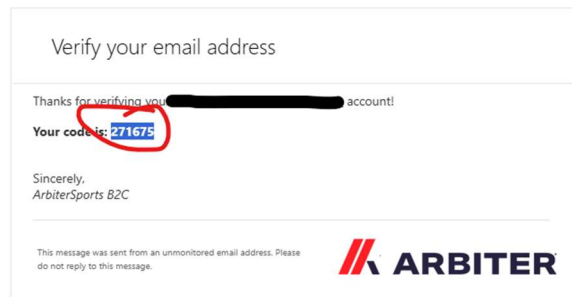 Verify your email address
Thanks for verifying you account!
Your code is: 271675
Sincerely,
ArbiterSports B2C
This message was sent from an unmonitored email address. Please
do not reply to this message.
ARBITER